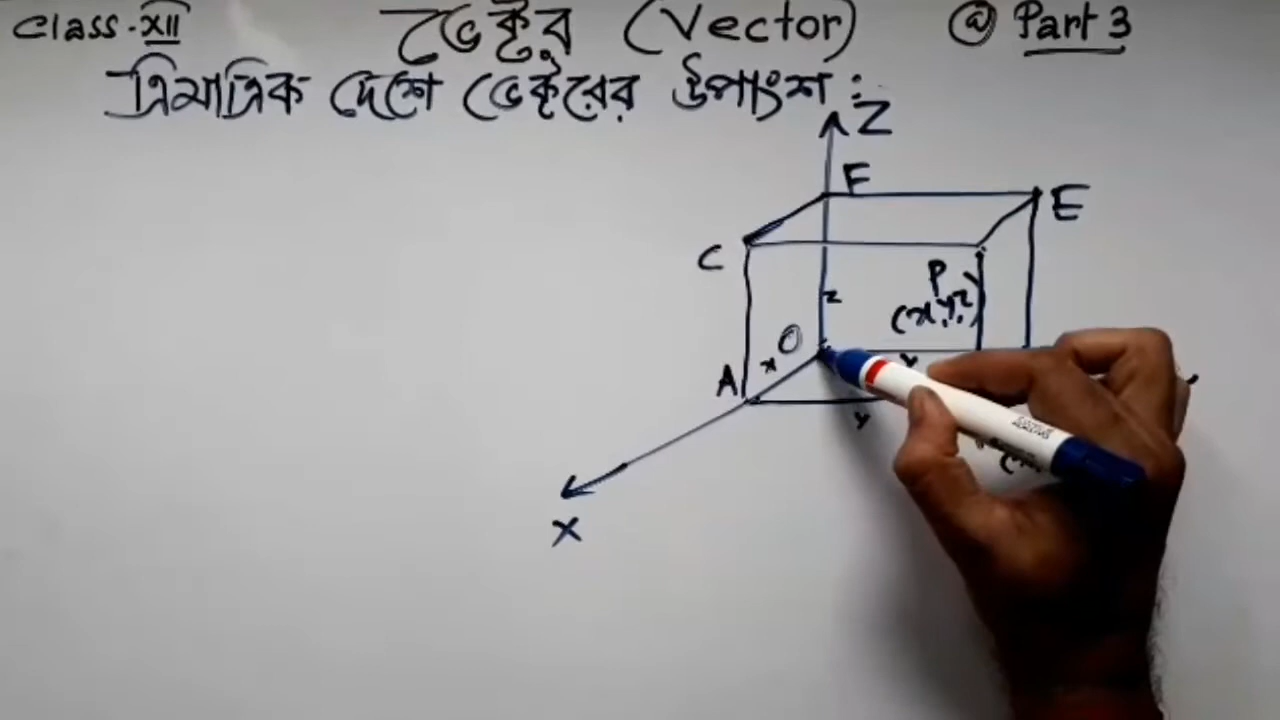 Class-XII ভেক্টর (Vector) @ Part 3
ত্রিমাত্রিক দেশে ভেক্টরের উপাংশ :
Z
F
E
C
P
(x,y,z)
z
O
x
y
A
y
X